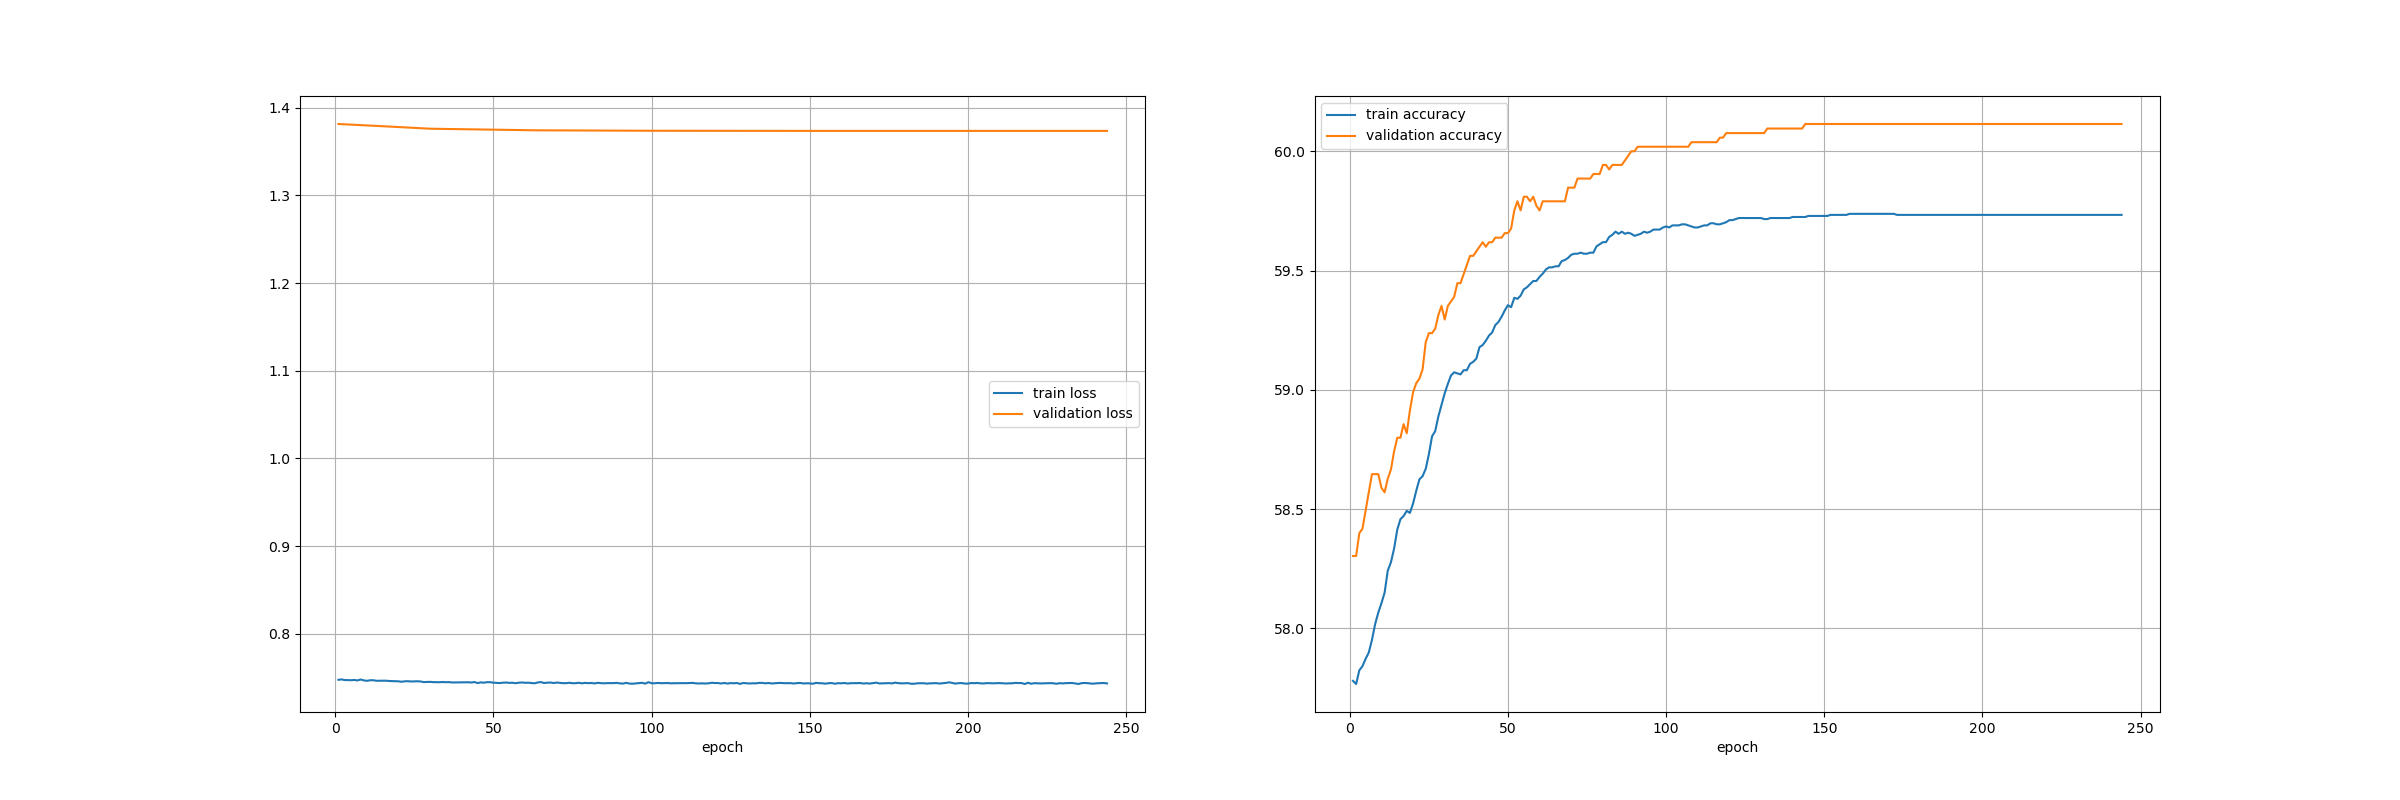 1.4
1.3
1.2
1.1
1.0
0.9
0.8
train loss
validation loss
0 50 100 150 200 250
epoch
train accuracy
validation accuracy
60.0
59.5
59.0
58.5
58.0
0 50 100 150 200 250
epoch